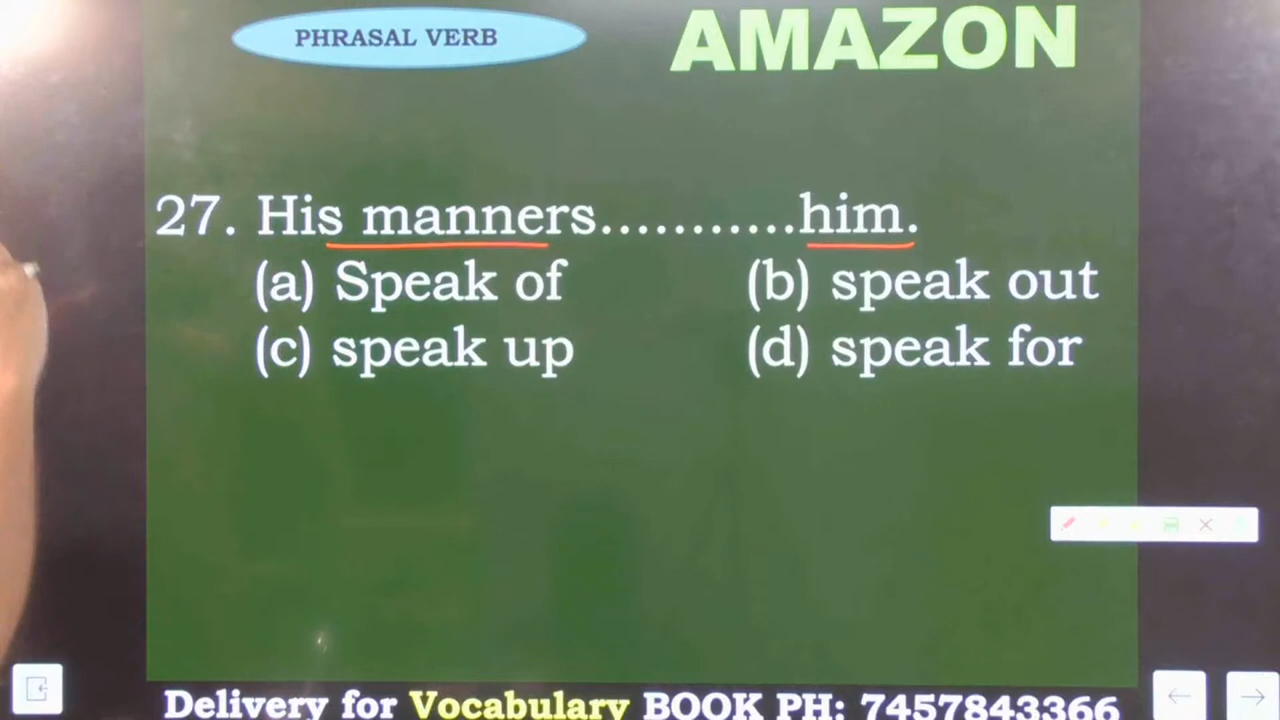 PHRASAL VERB
AMAZON
27. His manners...........him.
(a) Speak of (b) speak out
(c) speak up (d) speak for
Delivery for Vocabulary BOOK PH: 7457843366